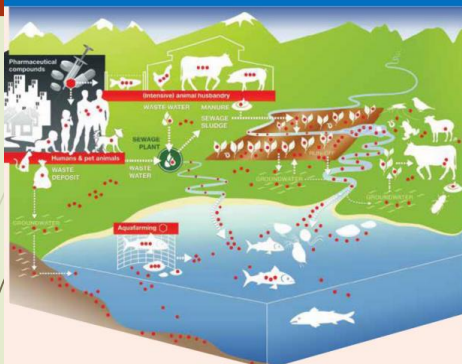 Pharmaceutical
compounds
(Intensive) animal husbandry
WASTE-WATER
MANURE
SEWAGE
SLUDGE
SEWAGE
PLANT
Humans & pet animals
WASTE
DEPOSIT
WASTE
WATER
GROUNDWATER
GROUNDWATER
GROUNDWATER
Aquafarming